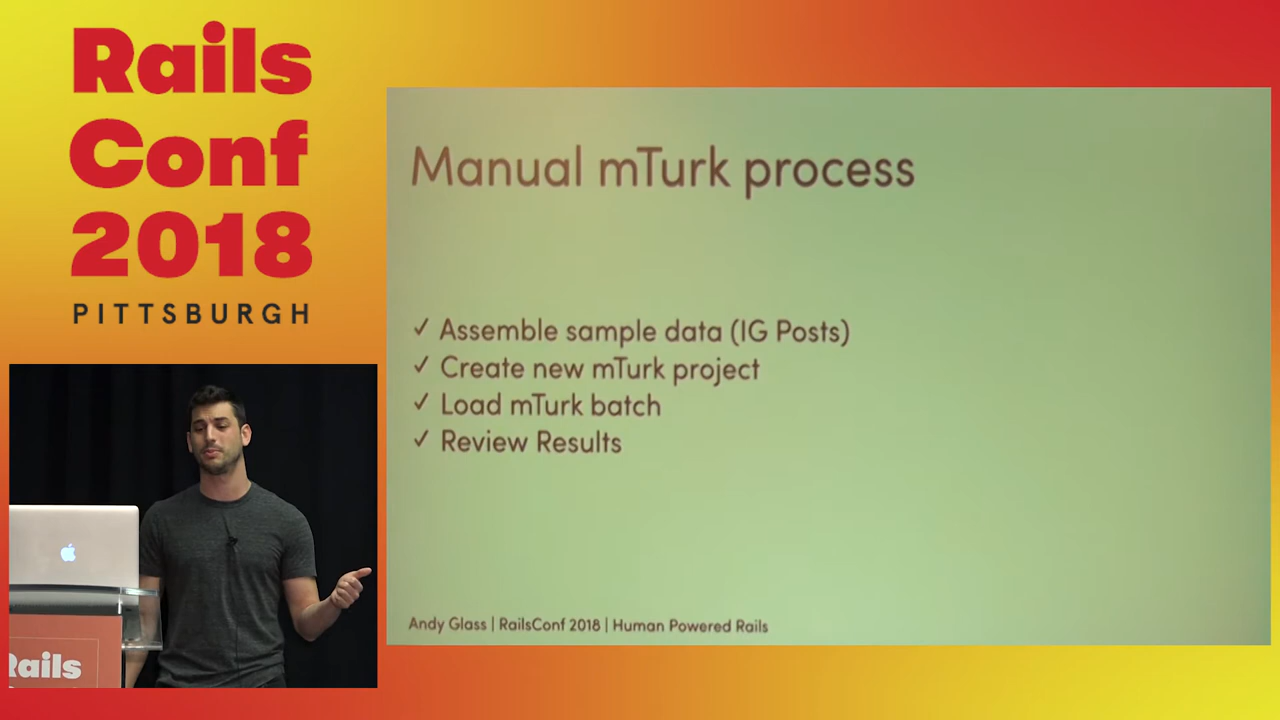 Rails
Conf
2018
PITTSBURGH
Manual mTurk process
✓ Assemble sample data (IG Posts)
✓ Create new mTurk project
✓ Load mTurk batch
✓ Review Results
Andy Glass | RailsConf 2018 | Human Powered Rails
Rails